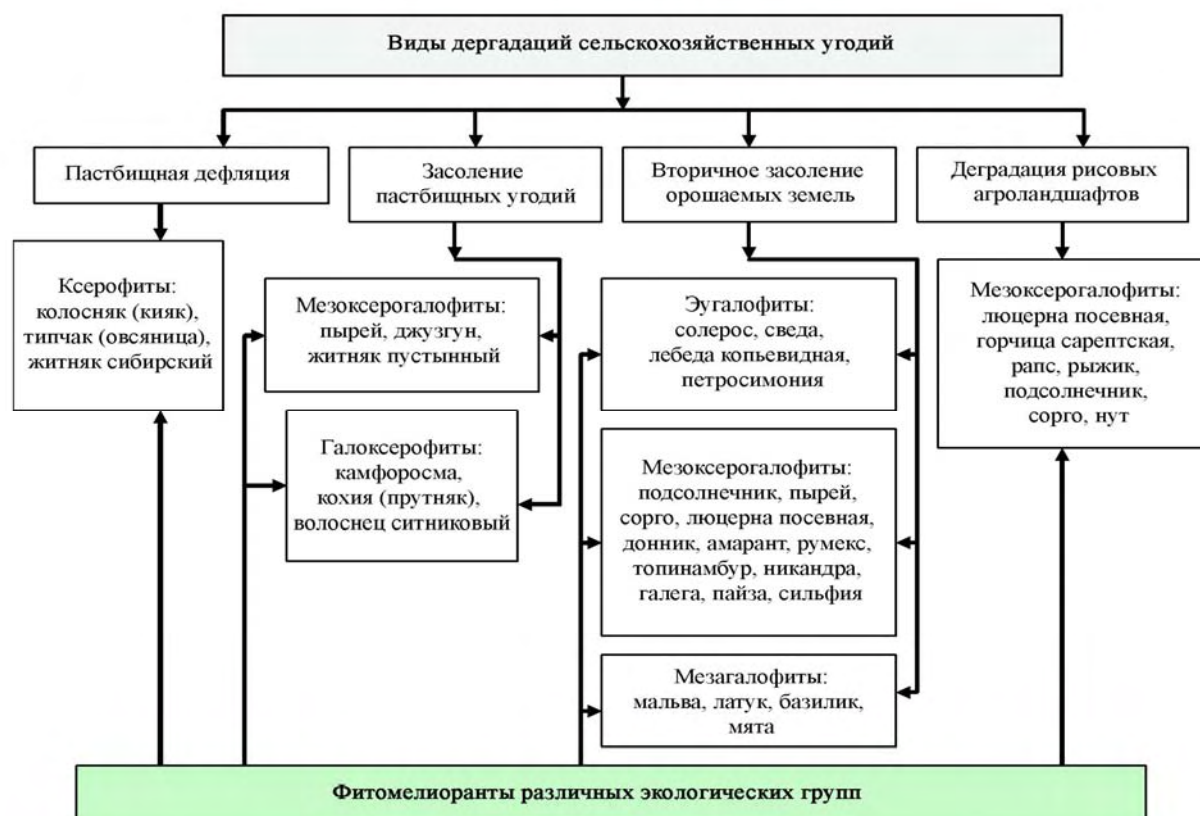 Виды дергадаций сельскохозяйственных угодий
Пастбищная дефляция
Засоление
пастбищных угодий
Вторичное засоление
орошаемых земель
Деградация рисовых
агроландшафтов
Ксерофиты:
колосняк (кияк),
типчак (овсяница),
житняк сибирский
Мезоксерогалофиты:
пырей, джузгун,
житняк пустынный
Галоксерофиты:
камфоросма,
кохия (прутняк),
волоснец ситниковый
Эугалофиты:
солерос, сведа,
лебеда копьевидная,
петросимония
Мезоксерогалофиты:
подсолнечник, пырей,
сорго, люцерна посевная,
донник, амарант, румекс,
топинамбур, никандра,
галега, пайза, сильфия
Мезагалофиты:
мальва, латук, базилик,
мята
Мезоксерогалофиты:
люцерна посевная,
горчица сарептская,
рапс, рыжик,
подсолнечник,
сорго, нут
Фитомелиоранты различных экологических групп